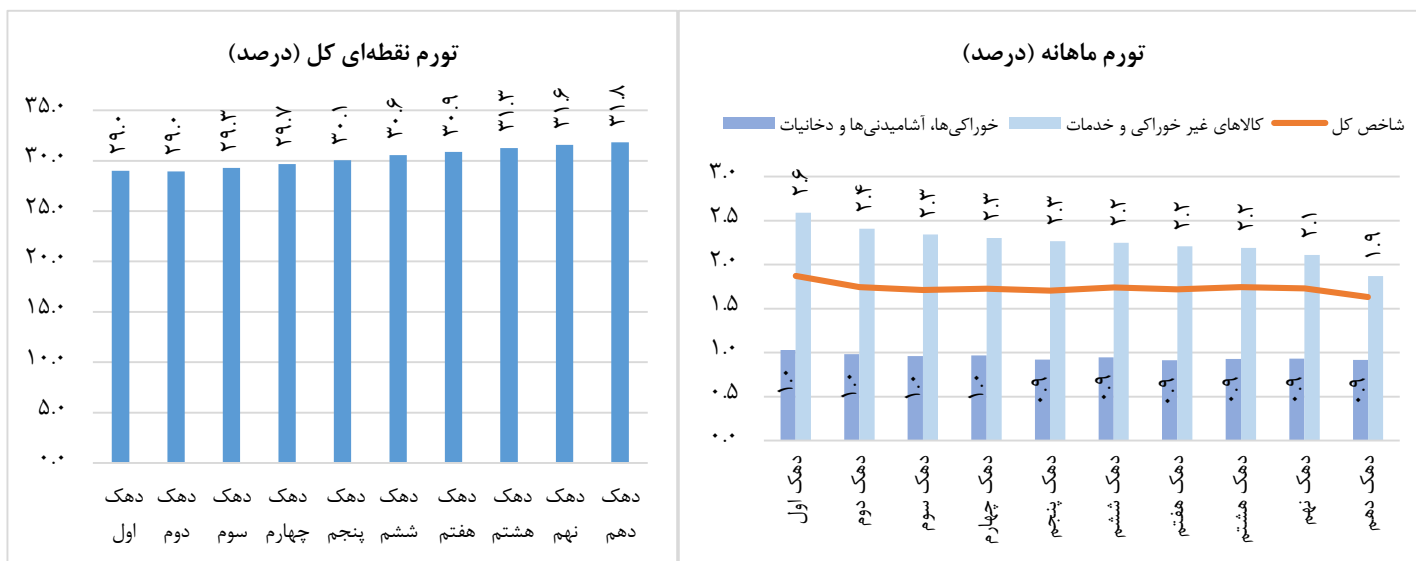 تورم ماهانه (درصد)
خوراکی‌ها، آشامیدنی‌ها و دخانیات
کالاهای غیر خوراکی و خدمات
شاخص کل
۳.۰
۲.۵
۲.۰
۱.۵
۱.۰
۰.۵
۰.۰
۲.۶
۲.۴
۲.۳
۲.۳
۲.۳
۲.۲
۲.۲
۲.۲
۲.۱
۱.۹
۱.۰
۱.۰
۱.۰
۱.۰
۰.۹
۰.۹
۰.۹
۰.۹
۰.۹
۰.۹
دهک اول
دهک دوم
دهک سوم
دهک چهارم
دهک پنجم
دهک ششم
دهک هفتم
دهک هشتم
دهک نهم
دهک دهم
تورم نقطه‌ای کل (درصد)
۳۵.۰
۳۰.۰
۲۵.۰
۲۰.۰
۱۵.۰
۱۰.۰
۵.۰
۰.۰
۲۹.۰
۲۹.۰
۲۹.۳
۲۹.۷
۳۰.۱
۳۰.۶
۳۰.۹
۳۱.۳
۳۱.۶
۳۱.۸
دهک
اول
دهک
دوم
دهک
سوم
دهک
چهارم
دهک
پنجم
دهک
ششم
دهک
هفتم
دهک
هشتم
دهک
نهم
دهک
دهم